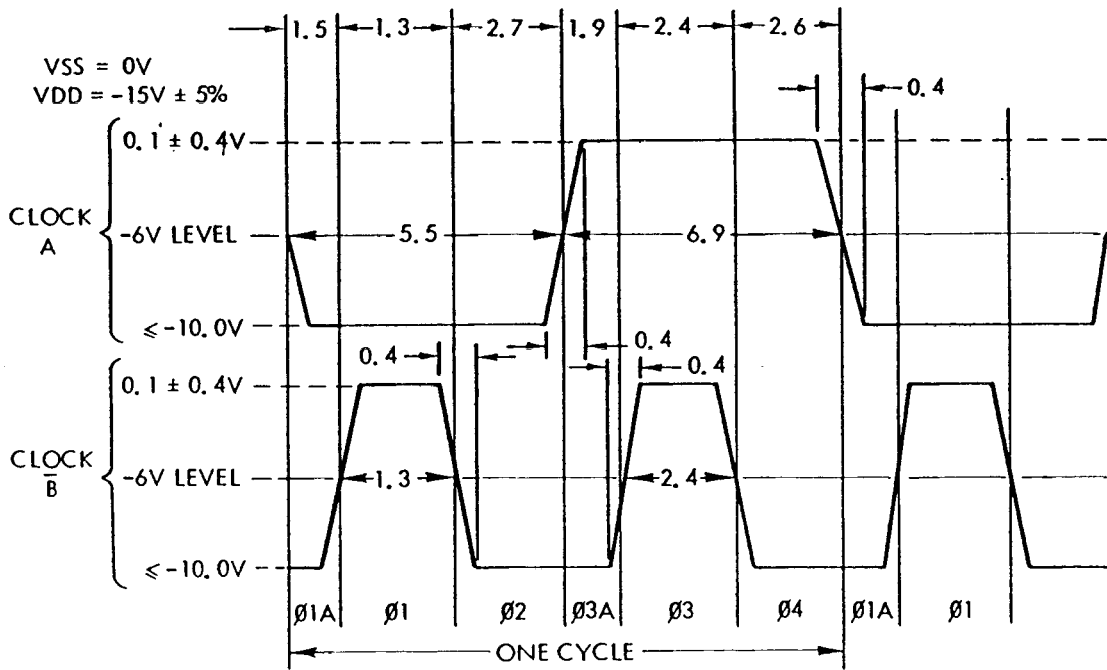 1.5 1.3 2.7 1.9 2.4 2.6
VSS = 0V
VDD = -15V ± 5%
0.4
0.1 ± 0.4V
CLOCK
A
-6V LEVEL
5.5 6.9
≤ -10.0V
0.4 0.4
0.1 ± 0.4V
0.4
CLOCK
B̅
-6V LEVEL
1.3 2.4
≤ -10.0V
Ø1A Ø1 Ø2 Ø3A Ø3 Ø4 Ø1A Ø1
ONE CYCLE